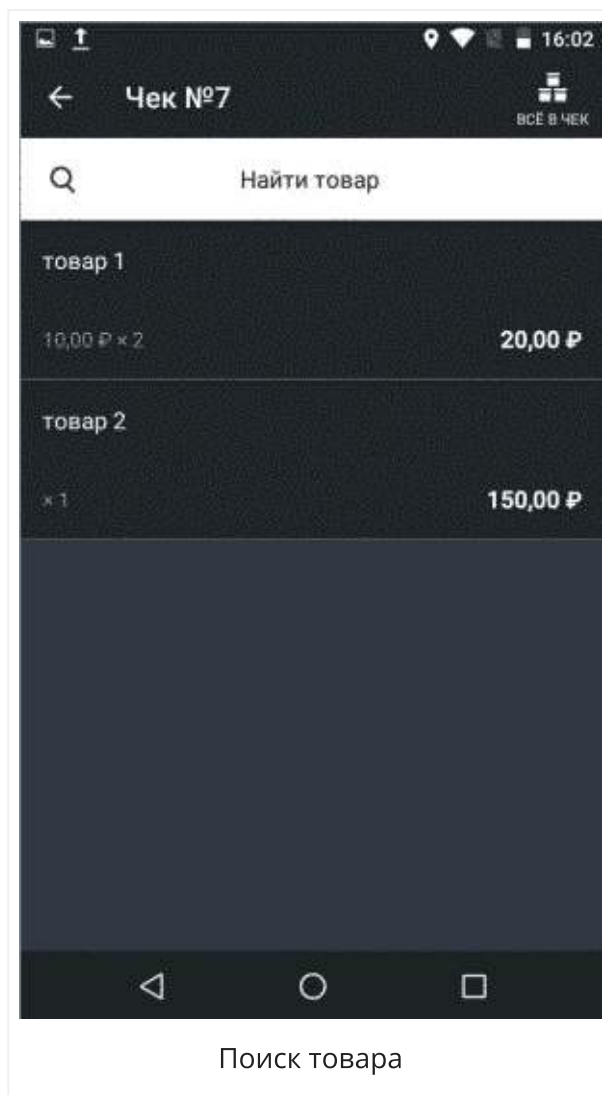 16:02
Чек №7
ВСЁ В ЧЕК
Найти товар
товар 1
10,00 ₽ × 2
20,00 ₽
товар 2
× 1
150,00 ₽
Поиск товара